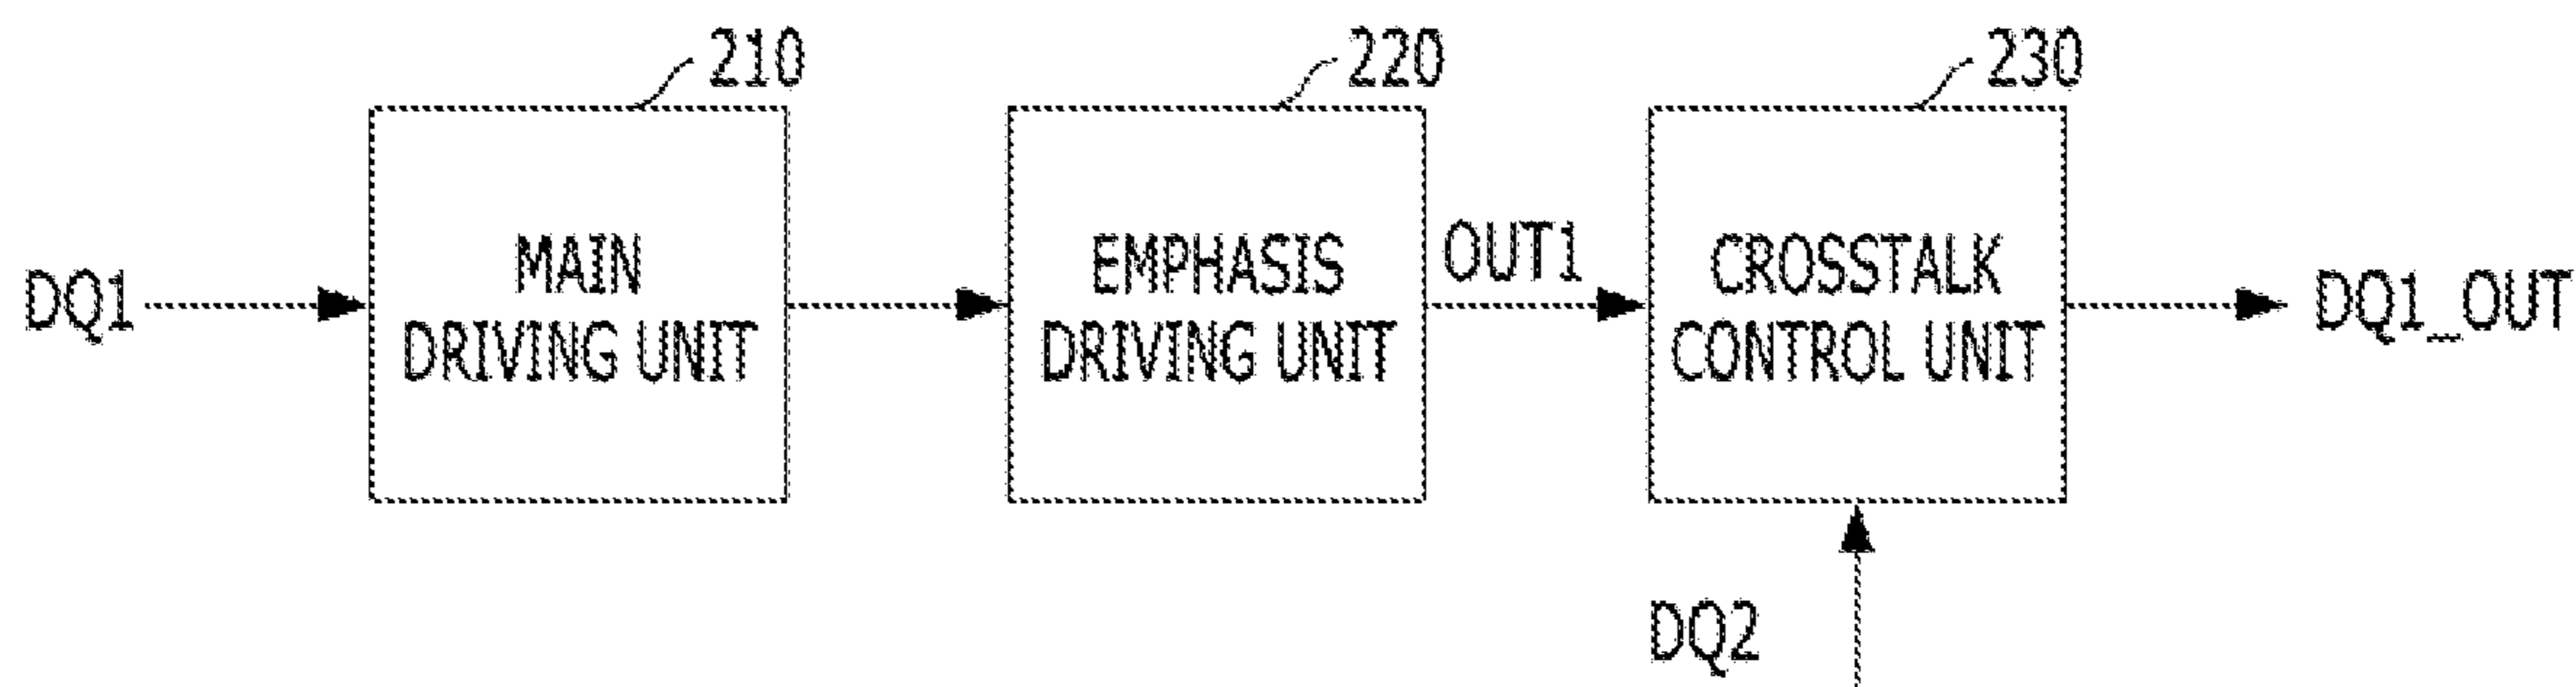 210
220
230
DQ1
MAIN
DRIVING UNIT
EMPHASIS
DRIVING UNIT
OUT1
CROSSTALK
CONTROL UNIT
DQ1_OUT
DQ2